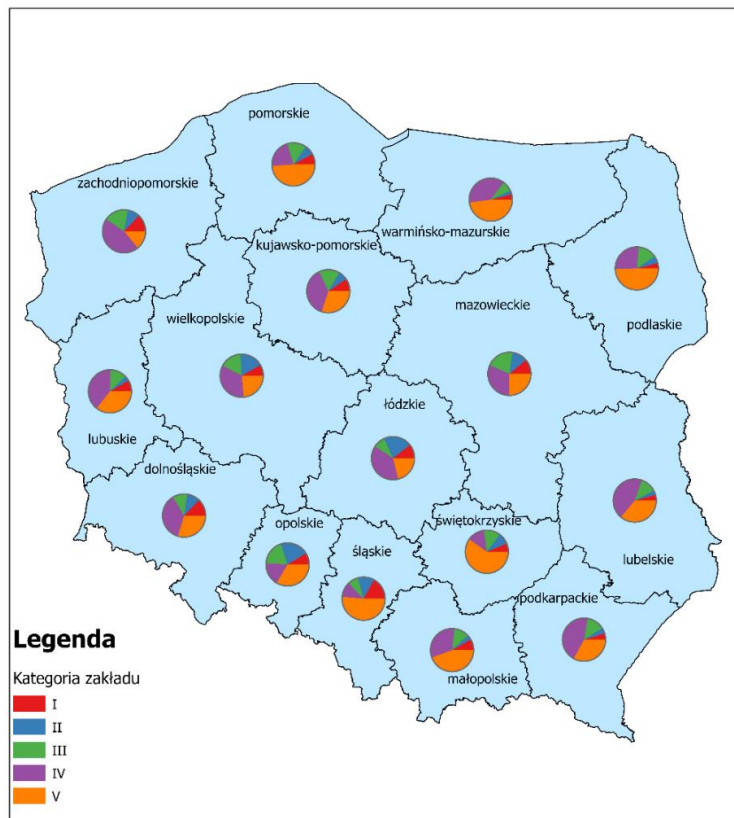 pomorskie
zachodniopomorskie
warmińsko-mazurskie
kujawsko-pomorskie
podlaskie
mazowieckie
wielkopolskie
łódzkie
lubuskie
dolnośląskie
opolskie
śląskie
świętokrzyskie
lubelskie
podkarpackie
małopolskie
Legenda
Kategoria zakładu
I
II
III
IV
V